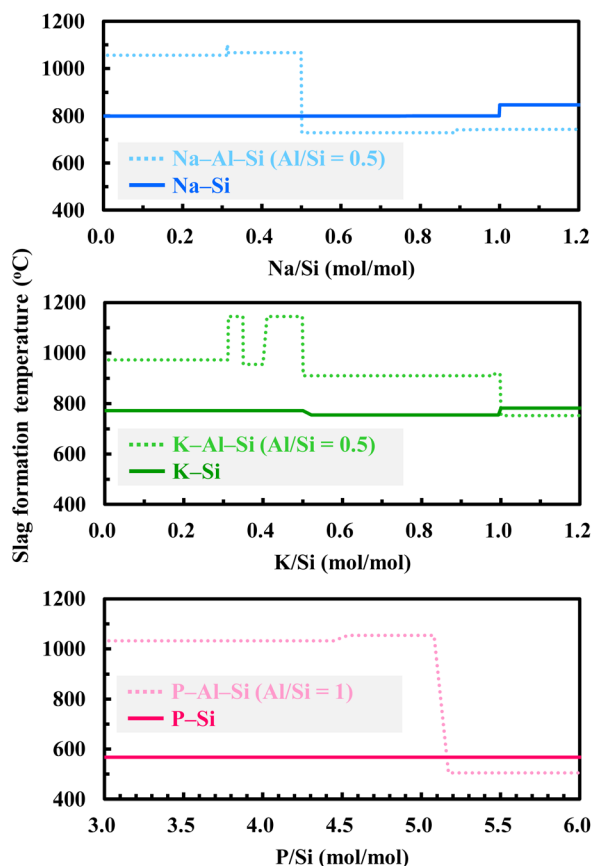 1200
1000
800
600
400
Na–Al–Si (Al/Si = 0.5)
Na–Si
0.0 0.2 0.4 0.6 0.8 1.0 1.2
Na/Si (mol/mol)
Slag formation temperature (°C)
1200
1000
800
600
400
K–Al–Si (Al/Si = 0.5)
K–Si
0.0 0.2 0.4 0.6 0.8 1.0 1.2
K/Si (mol/mol)
1200
1000
800
600
400
P–Al–Si (Al/Si = 1)
P–Si
3.0 3.5 4.0 4.5 5.0 5.5 6.0
P/Si (mol/mol)